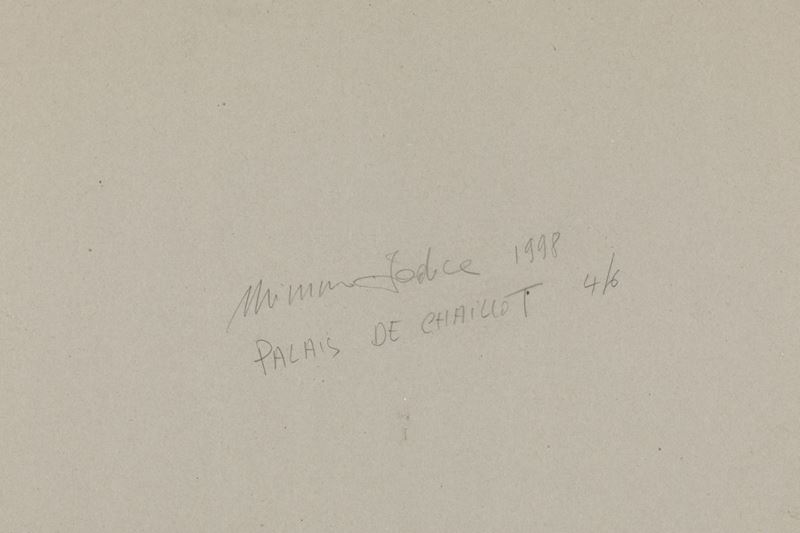 Mimmo Jodice 1998
PALAIS DE CHAILLOT 4/6